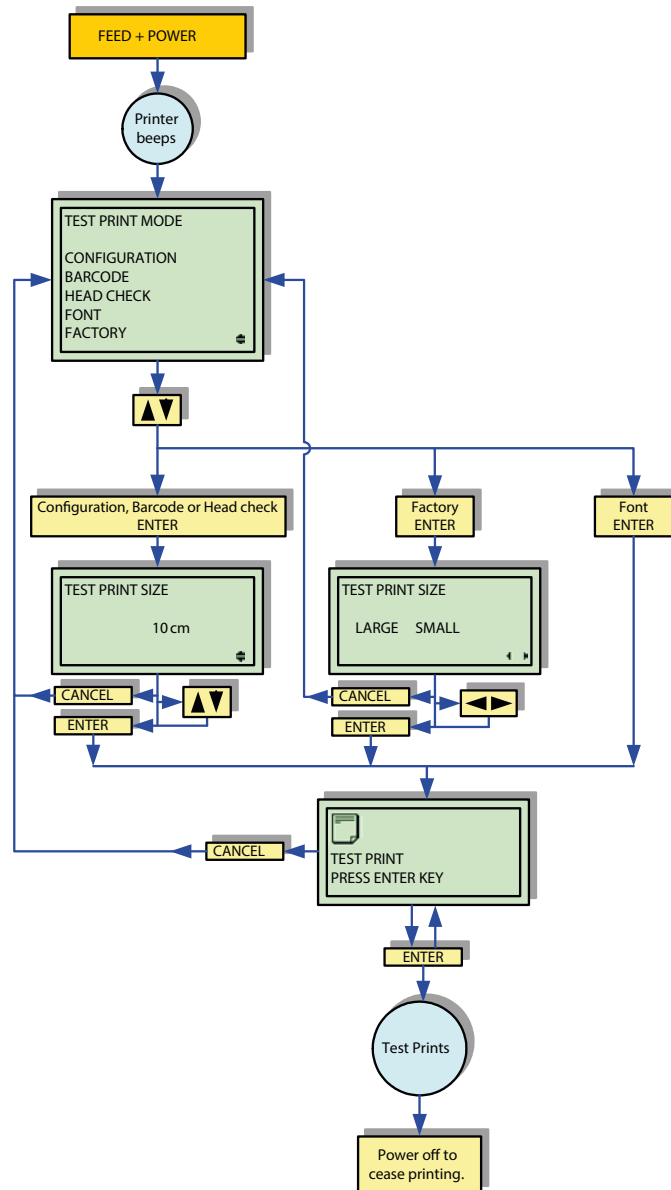 FEED + POWER
Printer
beeps
TEST PRINT MODE
CONFIGURATION
BARCODE
HEAD CHECK
FONT
FACTORY
Configuration, Barcode or Head check
ENTER
Factory
ENTER
Font
ENTER
TEST PRINT SIZE
10 cm
TEST PRINT SIZE
LARGE SMALL
CANCEL
ENTER
CANCEL
ENTER
TEST PRINT
PRESS ENTER KEY
CANCEL
ENTER
Test Prints
Power off to
cease printing.